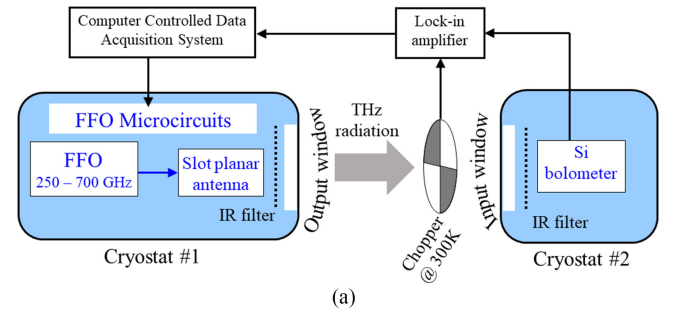 Computer Controlled Data
Acquisition System
Lock-in
amplifier
FFO Microcircuits
FFO
250 – 700 GHz
Slot planar
antenna
IR filter
Output window
Cryostat #1
THz
radiation
Chopper
@ 300K
Input window
Si
bolometer
IR filter
Cryostat #2
(a)